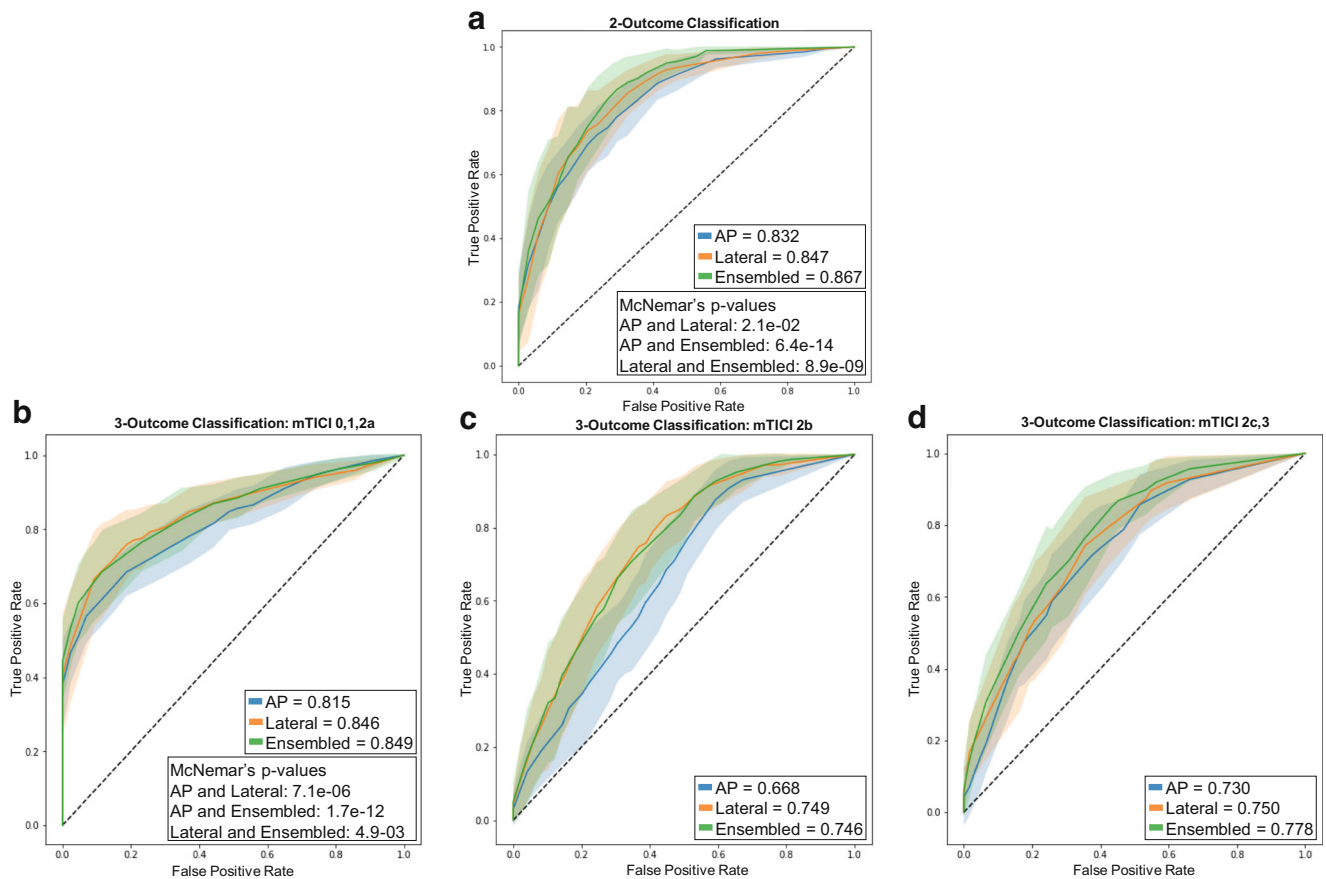 a
2-Outcome Classification
1.0
0.8
0.6
0.4
0.2
0.0
True Positive Rate
AP = 0.832
Lateral = 0.847
Ensembled = 0.867
McNemar's p-values
AP and Lateral: 2.1e-02
AP and Ensembled: 6.4e-14
Lateral and Ensembled: 8.9e-09
0.0 0.2 0.4 0.6 0.8 1.0
False Positive Rate
b
3-Outcome Classification: mTICI 0,1,2a
1.0
0.8
0.6
0.4
0.2
0.0
True Positive Rate
AP = 0.815
Lateral = 0.846
Ensembled = 0.849
McNemar's p-values
AP and Lateral: 7.1e-06
AP and Ensembled: 1.7e-12
Lateral and Ensembled: 4.9-03
0.0 0.2 0.4 0.6 0.8 1.0
False Positive Rate
c
3-Outcome Classification: mTICI 2b
1.0
0.8
0.6
0.4
0.2
0.0
True Positive Rate
AP = 0.668
Lateral = 0.749
Ensembled = 0.746
0.0 0.2 0.4 0.6 0.8 1.0
False Positive Rate
d
3-Outcome Classification: mTICI 2c,3
1.0
0.8
0.6
0.4
0.2
0.0
True Positive Rate
AP = 0.730
Lateral = 0.750
Ensembled = 0.778
0.0 0.2 0.4 0.6 0.8 1.0
False Positive Rate